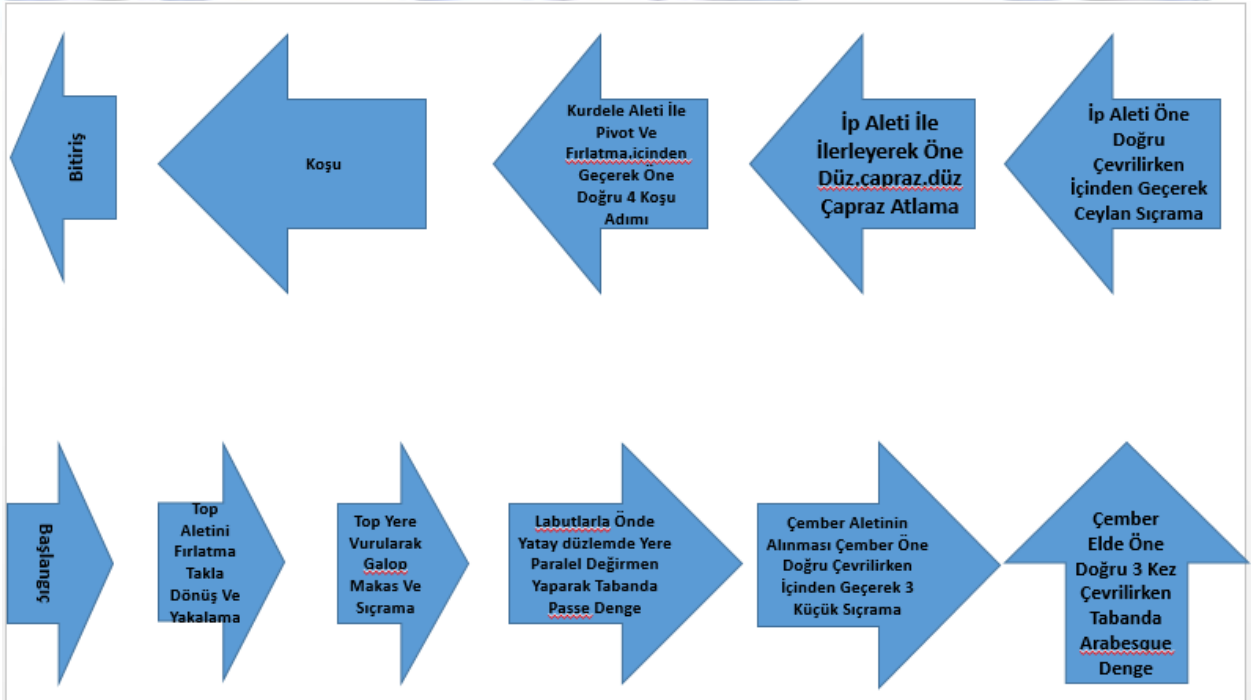 Bitiriş
Koşu
Kurdele Aleti İle
Pivot Ve
Fırlatma,içinden
Geçerek Öne
Doğru 4 Koşu
Adımı
İp Aleti İle
İlerleyerek Öne
Düz,çapraz,düz
Çapraz Atlama
İp Aleti Öne
Doğru
Çevrilirken
İçinden Geçerek
Ceylan Sıçrama
Başlangıç
Top
Aletini
Fırlatma
Takla
Dönüş Ve
Yakalama
Top Yere
Vurularak
Galop
Makas Ve
Sıçrama
Labutlarla Önde
Yatay düzlemde Yere
Paralel Değirmen
Yaparak Tabanda
Passe Denge
Çember Aletinin
Alınması Çember Öne
Doğru Çevrilirken
İçinden Geçerek 3
Küçük Sıçrama
Çember
Elde Öne
Doğru 3 Kez
Çevrilirken
Tabanda
Arabesque
Denge